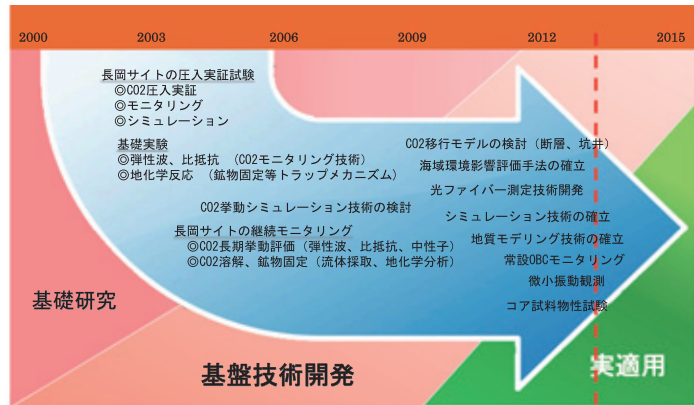 2000 2003 2006 2009 2012 2015
長岡サイトの圧入実証試験
◎CO2圧入実証
◎モニタリング
◎シミュレーション
基礎実験
◎弾性波、比抵抗 （CO2モニタリング技術）
◎地化学反応 （鉱物固定等トラップメカニズム）
CO2挙動シミュレーション技術の検討
長岡サイトの継続モニタリング
◎CO2長期挙動評価（弾性波、比抵抗、中性子）
◎CO2溶解、鉱物固定（流体採取、地化学分析）
CO2移行モデルの検討（断層、坑井）
海域環境影響評価手法の確立
光ファイバー測定技術開発
シミュレーション技術の確立
地質モデリング技術の確立
常設OBCモニタリング
微小振動観測
コア試料物性試験
基礎研究
基盤技術開発
実適用